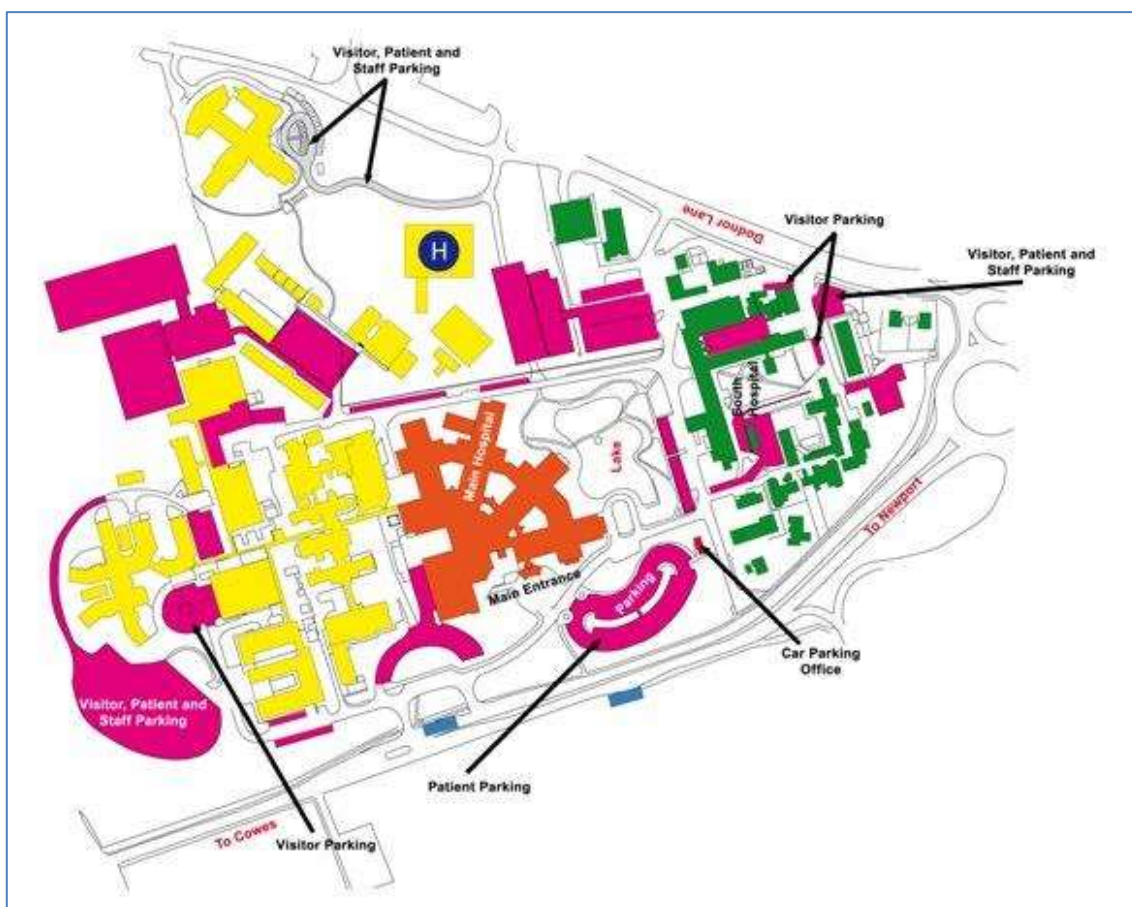 Visitor, Patient and
Staff Parking
H
Dodnor Lane
Visitor Parking
Visitor, Patient and
Staff Parking
South
Hospital
Main Hospital
Lake
To Newport
Main Entrance
Parking
Car Parking
Office
Visitor, Patient and
Staff Parking
Patient Parking
To Cowes
Visitor Parking